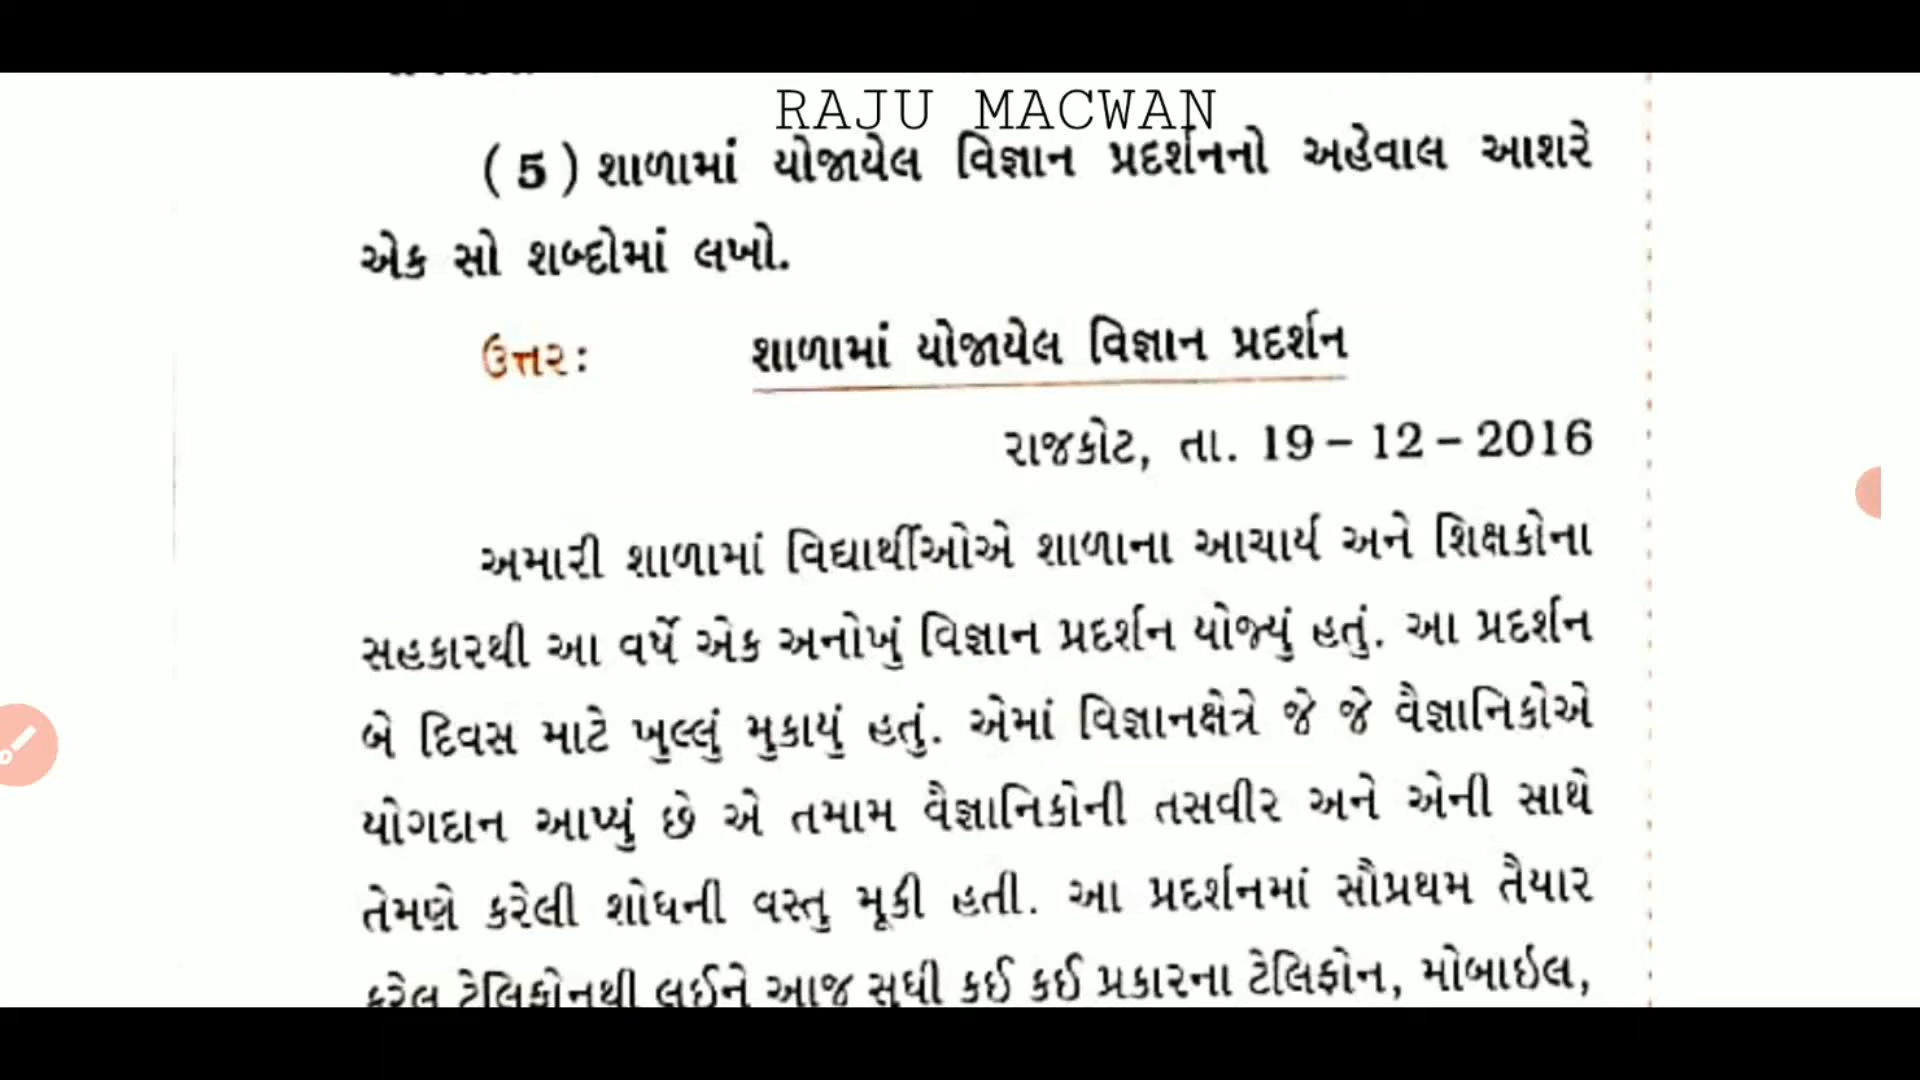 RAJU MACWAN
(5) શાળામાં યોજાયેલ વિજ્ઞાન પ્રદર્શનનો અહેવાલ આશરે
એક સો શબ્દોમાં લખો.
ઉત્તર: શાળામાં યોજાયેલ વિજ્ઞાન પ્રદર્શન
રાજકોટ, તા. 19-12-2016
અમારી શાળામાં વિદ્યાર્થીઓએ શાળાના આચાર્ય અને શિક્ષકોના
સહકારથી આ વર્ષે એક અનોખું વિજ્ઞાન પ્રદર્શન યોજ્યું હતું. આ પ્રદર્શન
બે દિવસ માટે ખુલ્લું મુકાયું હતું. એમાં વિજ્ઞાનક્ષેત્રે જે જે વૈજ્ઞાનિકોએ
યોગદાન આપ્યું છે એ તમામ વૈજ્ઞાનિકોની તસવીર અને એની સાથે
તેમણે કરેલી શોધની વસ્તુ મૂકી હતી. આ પ્રદર્શનમાં સૌપ્રથમ તૈયાર
કરેલ ટેલિફોનથી લઈને આજ સુધી કઈ કઈ પ્રકારના ટેલિફોન, મોબાઇલ,